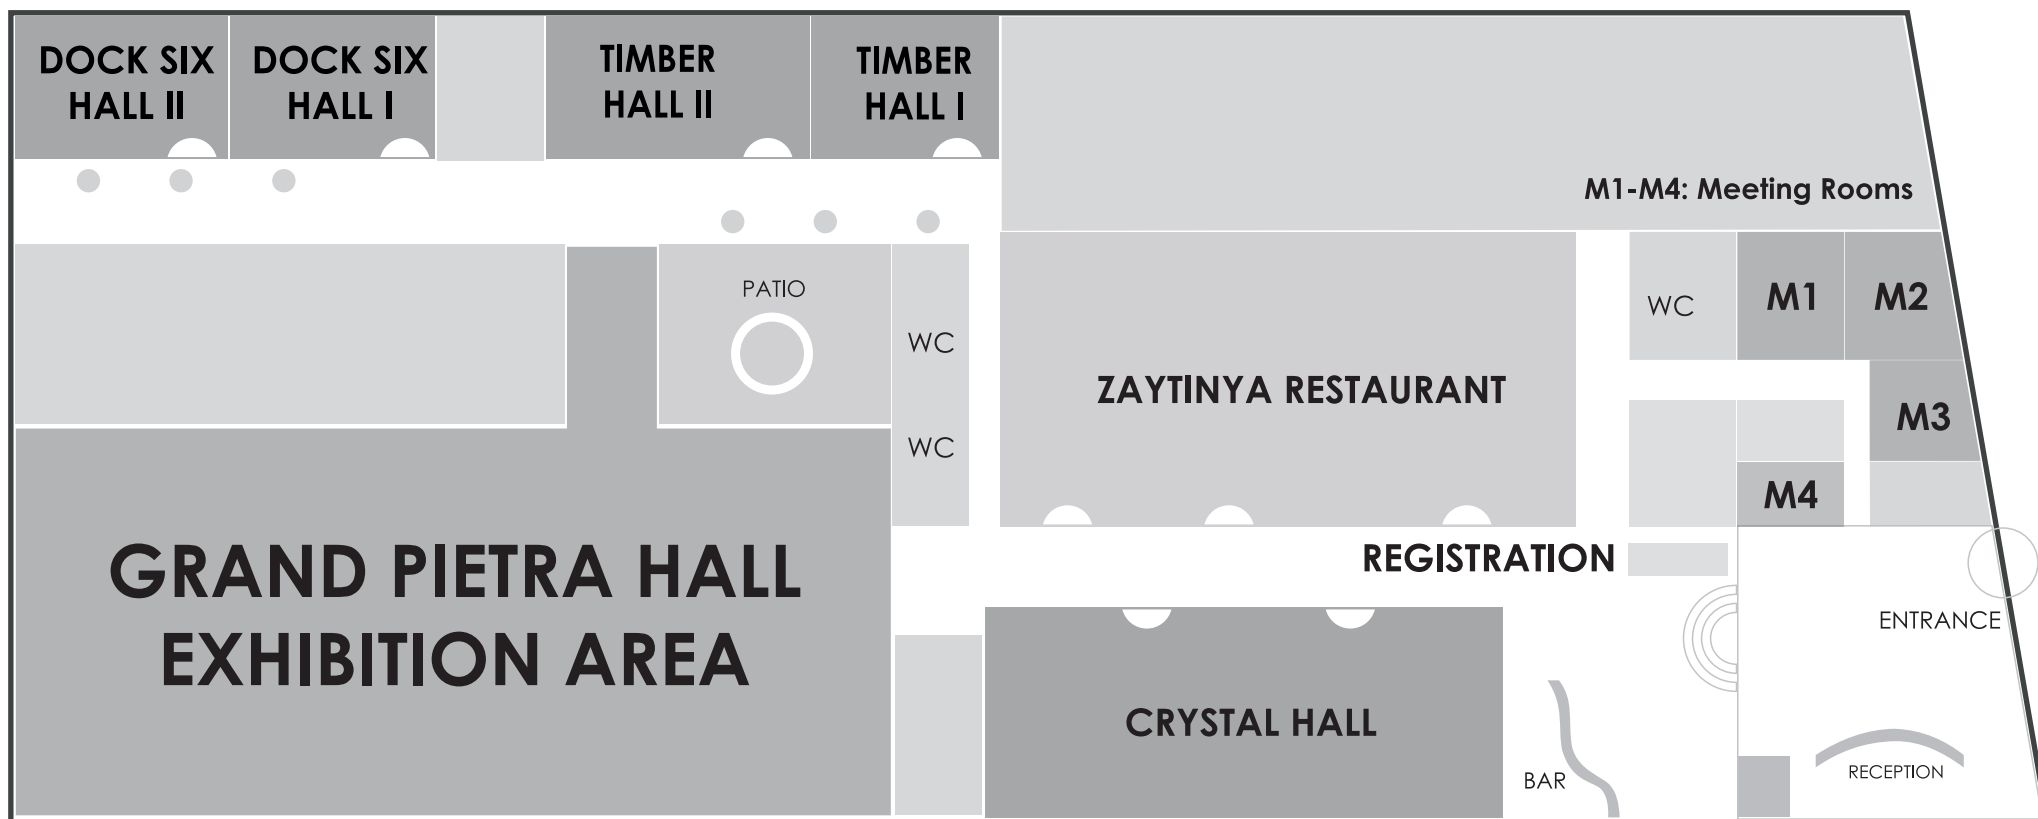 DOCK SIX
HALL II
DOCK SIX
HALL I
TIMBER
HALL II
TIMBER
HALL I
M1-M4: Meeting Rooms
PATIO
WC
WC
ZAYTINYA RESTAURANT
WC
M1
M2
M3
M4
GRAND PIETRA HALL
EXHIBITION AREA
REGISTRATION
ENTRANCE
CRYSTAL HALL
BAR
RECEPTION